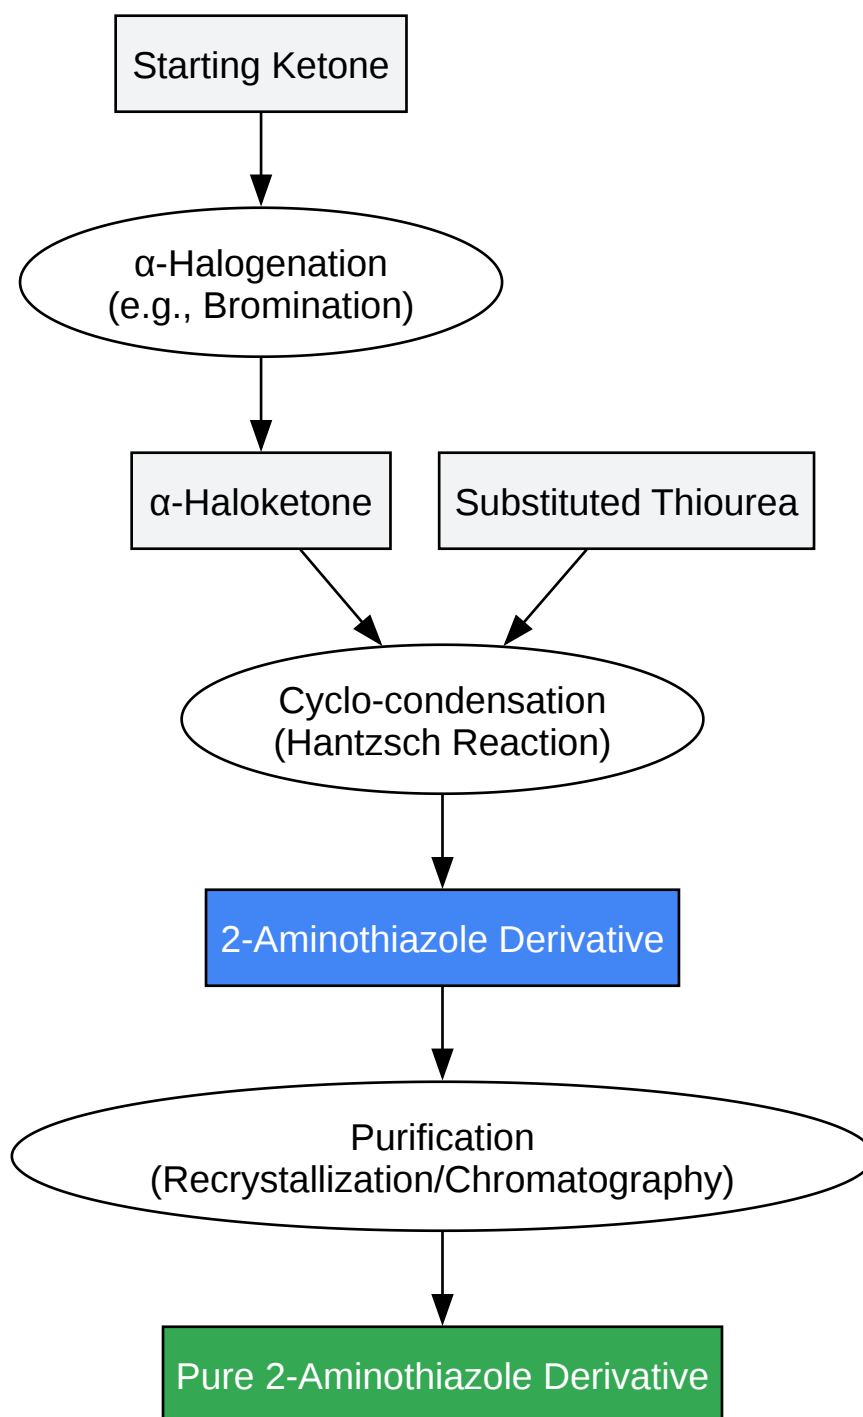 Starting Ketone
α-Halogenation
(e.g., Bromination)
α-Haloketone
Substituted Thiourea
Cyclo-condensation
(Hantzsch Reaction)
2-Aminothiazole Derivative
Purification
(Recrystallization/Chromatography)
Pure 2-Aminothiazole Derivative